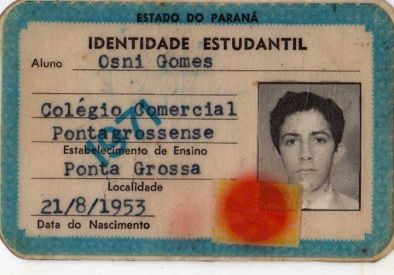 ESTADO DO PARANÁ
IDENTIDADE ESTUDANTIL
Aluno Osni Gomes
Colégio Comercial
Pontagrossense
Estabelecimento de Ensino
Ponta Grossa
Localidade
21/8/1953
Data do Nascimento
1971